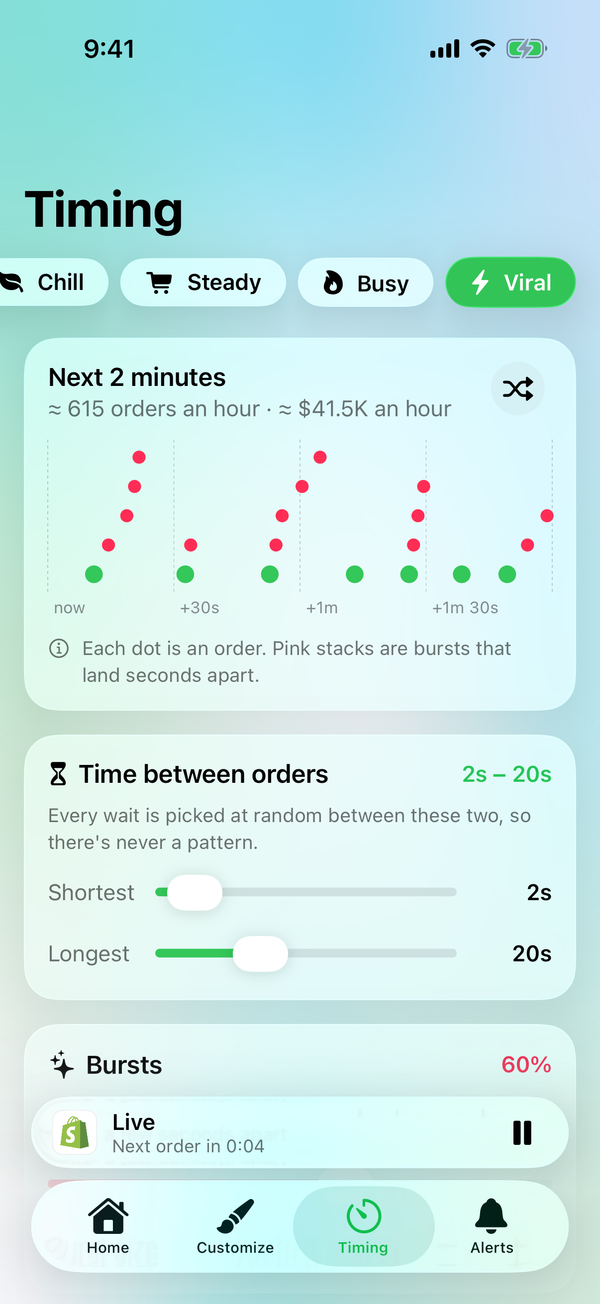 9:41
Timing
Chill
Steady
Busy
Viral
Next 2 minutes
≈ 615 orders an hour · ≈ $41.5K an hour
now
+30s
+1m
+1m 30s
Each dot is an order. Pink stacks are bursts that
land seconds apart.
Time between orders
2s – 20s
Every wait is picked at random between these two, so
there's never a pattern.
Shortest
2s
Longest
20s
Bursts
60%
Live
Next order in 0:04
Home
Customize
Timing
Alerts